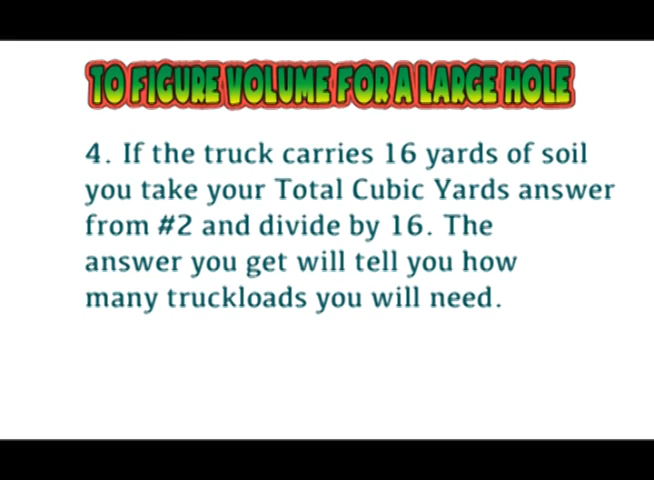 TO FIGURE VOLUME FOR A LARGE HOLE
4. If the truck carries 16 yards of soil
you take your Total Cubic Yards answer
from #2 and divide by 16. The
answer you get will tell you how
many truckloads you will need.